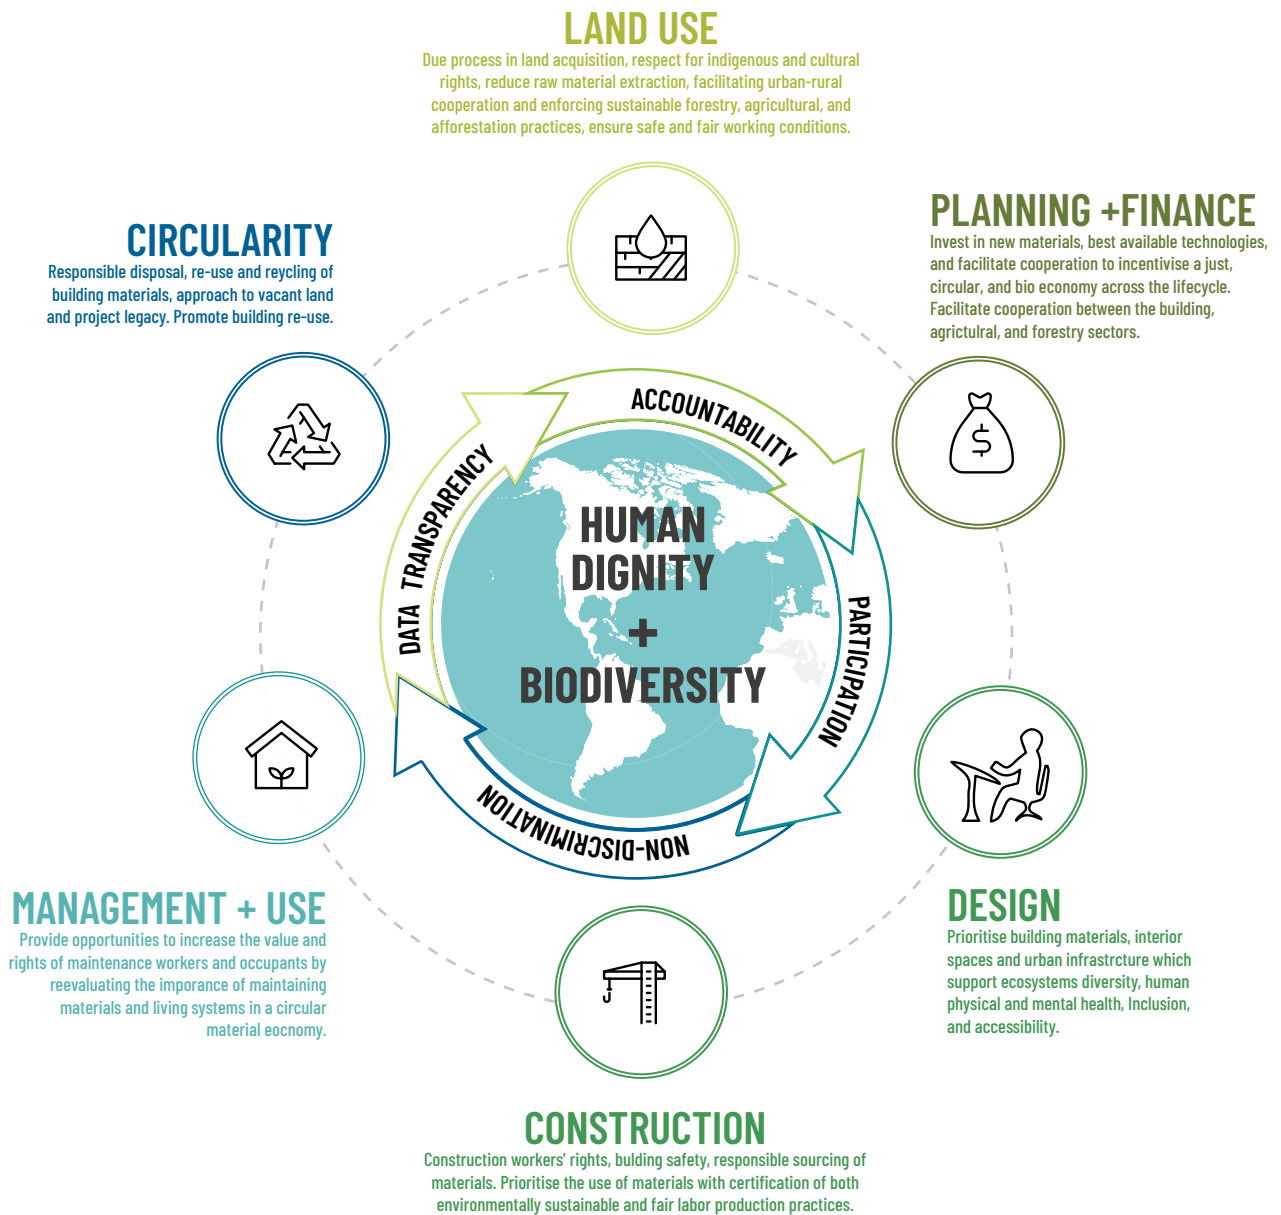 LAND USE
Due process in land acquisition, respect for indigenous and cultural
rights, reduce raw material extraction, facilitating urban-rural
cooperation and enforcing sustainable forestry, agricultural, and
afforestation practices, ensure safe and fair working conditions.
PLANNING +FINANCE
Invest in new materials, best available technologies,
and facilitate cooperation to incentivise a just,
circular, and bio economy across the lifecycle.
Facilitate cooperation between the building,
agrictulral, and forestry sectors.
CIRCULARITY
Responsible disposal, re-use and reycling of
building materials, approach to vacant land
and project legacy. Promote building re-use.
$
ACCOUNTABILITY
DATA TRANSPARENCY
HUMAN
DIGNITY
+
BIODIVERSITY
PARTICIPATION
NON-DISCRIMINATION
MANAGEMENT + USE
Provide opportunities to increase the value and
rights of maintenance workers and occupants by
reevaluating the imporance of maintaining
materials and living systems in a circular
material eocnomy.
DESIGN
Prioritise building materials, interior
spaces and urban infrastrcture which
support ecosystems diversity, human
physical and mental health, Inclusion,
and accessibility.
CONSTRUCTION
Construction workers’ rights, bulding safety, responsible sourcing of
materials. Prioritise the use of materials with certification of both
environmentally sustainable and fair labor production practices.